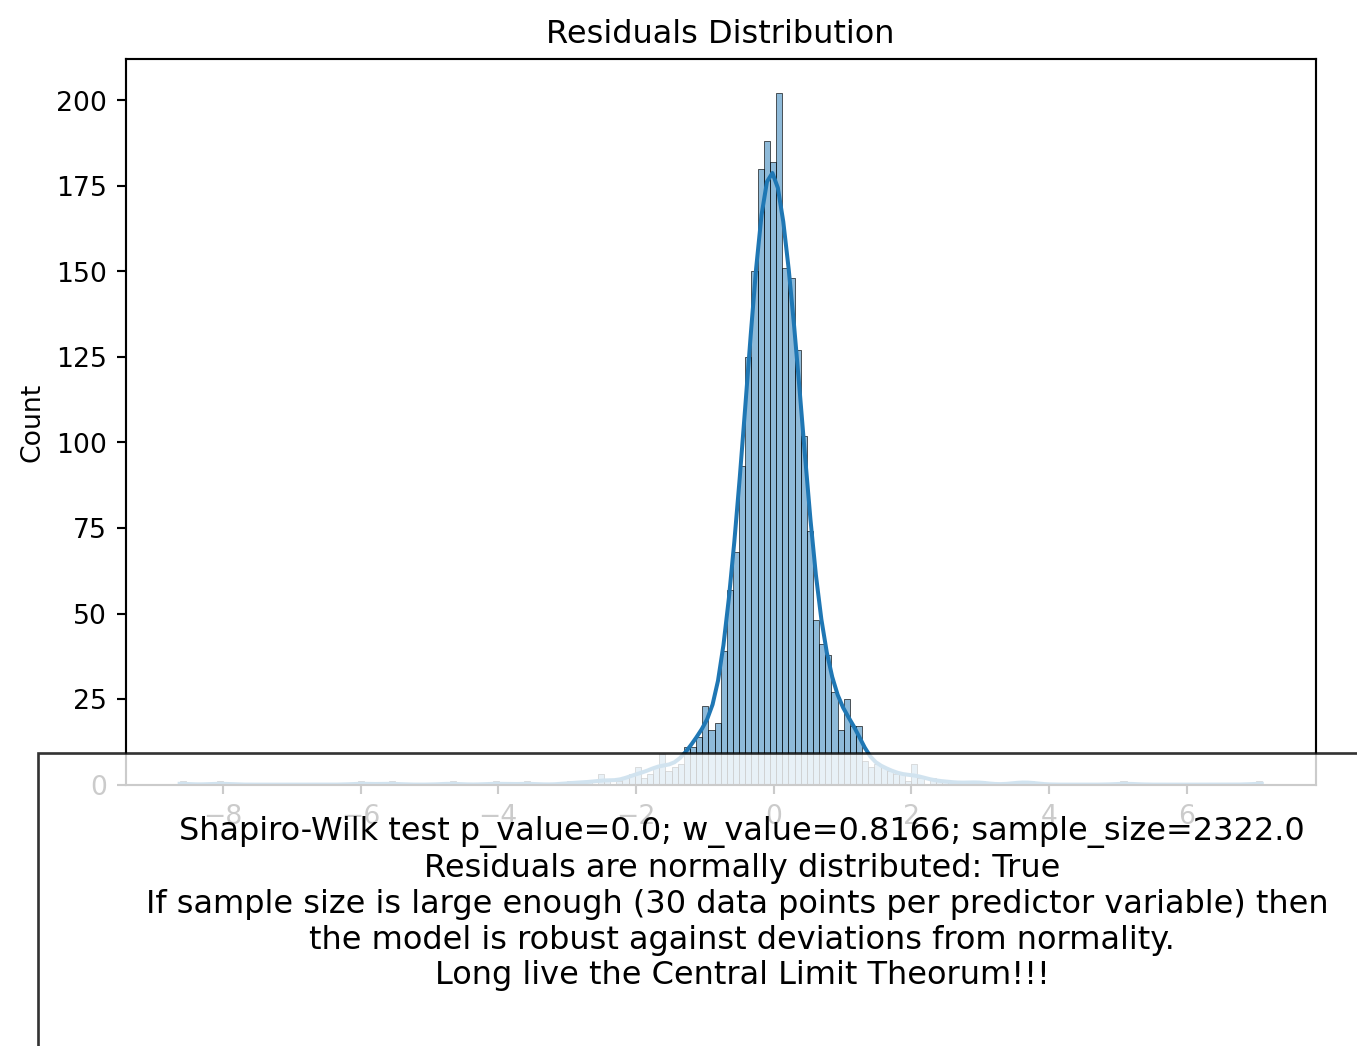 Residuals Distribution
200
175
150
125
100
75
50
25
0
Count
−8 −6 −4 −2 0 2 4 6
Shapiro-Wilk test p_value=0.0; w_value=0.8166; sample_size=2322.0
Residuals are normally distributed: True
If sample size is large enough (30 data points per predictor variable) then
the model is robust against deviations from normality.
Long live the Central Limit Theorum!!!